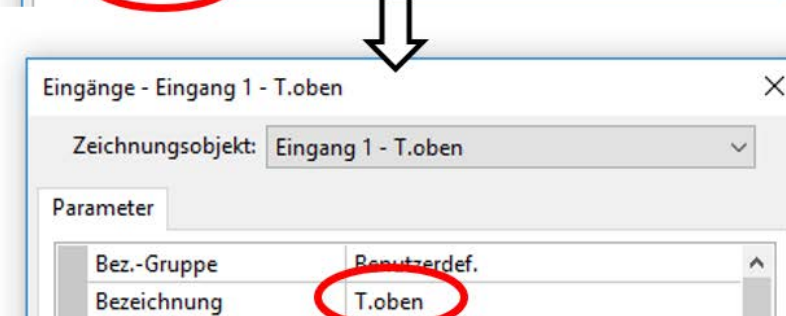 Eingänge - Eingang 1 - T.oben
Zeichnungsobjekt: Eingang 1 - T.oben
Parameter
Bez.-Gruppe Benutzerdef.
Bezeichnung T.oben